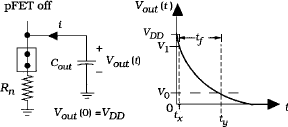 pFET off
i
+
C_out
V_out(t)
−
R_n
V_out(0) = V_DD
V_out(t)
V_DD
V_1
t_f
V_0
0
t_x
t_y
t